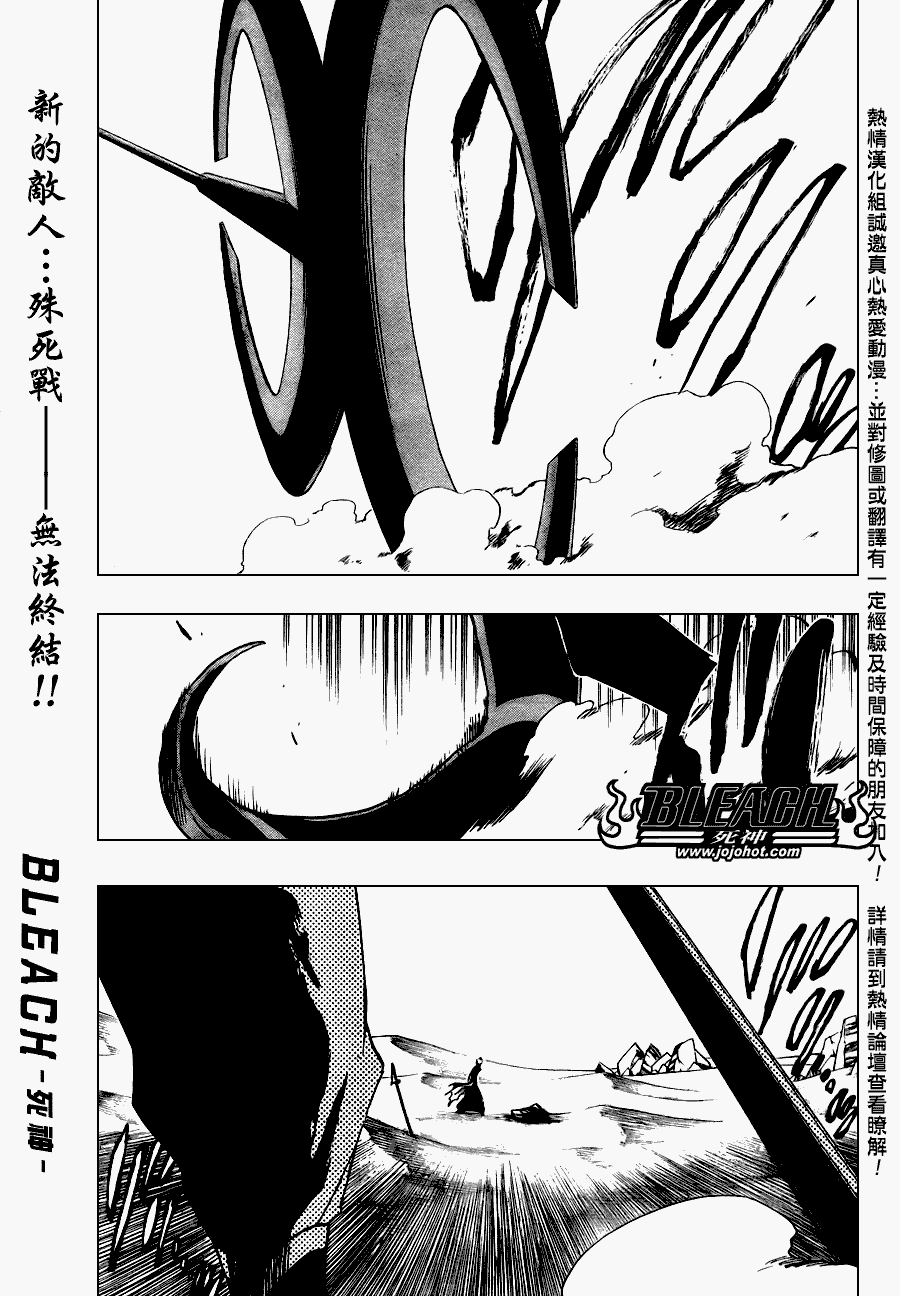 熱情漢化組誠邀真心熱愛動漫…並對修圖或翻譯有一定經驗及時間保障的朋友加入! 詳情請到熱情論壇查看瞭解!
BLEACH
死神
www.jojohot.com
新的敵人…殊死戰——無法終結!!
BLEACH-死神-